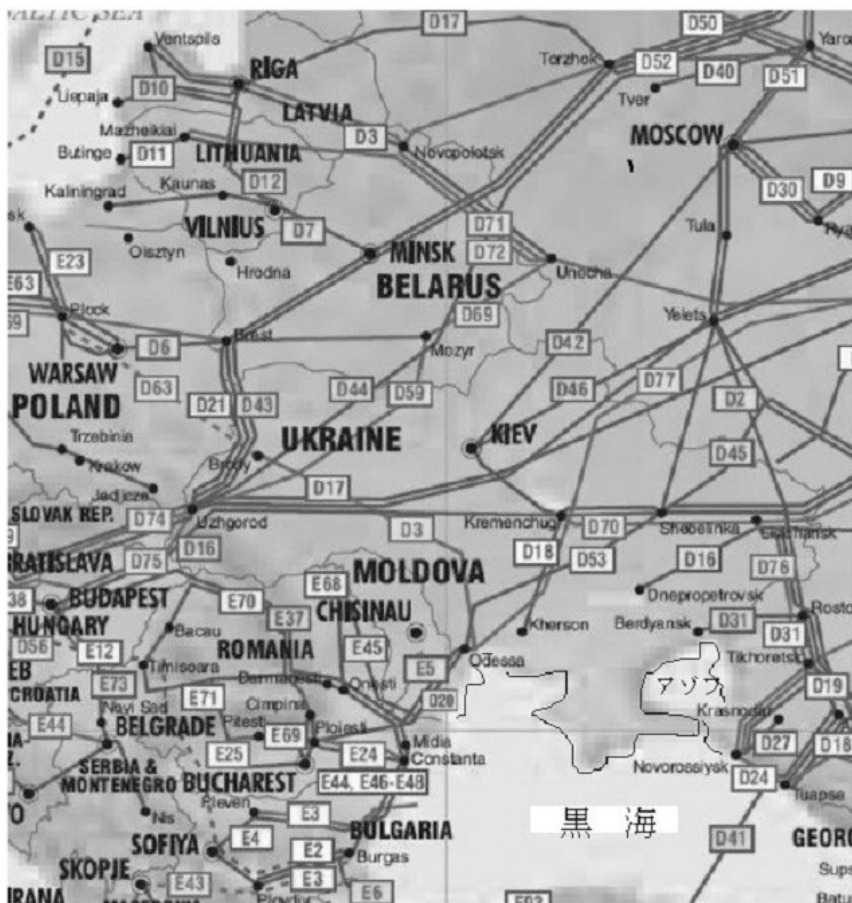 BALTIC SEA
D15
Ventspils
D17
D50
Torzhok
D52
D40
D51
RIGA
D10
Liepaja
LATVIA
Tver
MOSCOW
Mazheikiai
Butinge
D11
LITHUANIA
D3
Novopolotsk
D30
D9
Kaliningrad
Kaunas
D12
VILNIUS
D7
D71
D72
Tula
Olsztyn
Hrodna
MINSK
BELARUS
Unecha
E23
E63
Plock
D6
Brest
D69
Mozyr
Yelets
D42
WARSAW
D63
POLAND
D21
D43
D44
D59
D46
D77
D2
Trzebinia
Krakow
UKRAINE
KIEV
D45
Brody
D17
SLOVAK REP.
D74
Uzhgorod
D3
Kremenchug
D70
Shebelinka
D75
D16
D18
D53
D16
D76
BUDAPEST
HUNGARY
E70
E68
MOLDOVA
CHISINAU
E37
Dnepropetrovsk
Berdyansk
D31
D31
D56
E12
Bacau
ROMANIA
E45
Kherson
Odessa
Tikhoretsk
CROATIA
E73
Timisoara
E5
Onesti
D20
アゾフ
D19
Novi Sad
E71
Cimpina
Krasnodar
E44
BELGRADE
Pitesti
E69
Ploiesti
Midia
D27
D18
E25
E24
Constanta
SERBIA & MONTENEGRO
BUCHAREST
E44, E46-E48
Novorossiysk
D24
Tuapse
Nis
Pleven
E3
黒 海
SOFIYA
E4
E2
BULGARIA
D41
SKOPJE
E3
Burgas
E43
E6